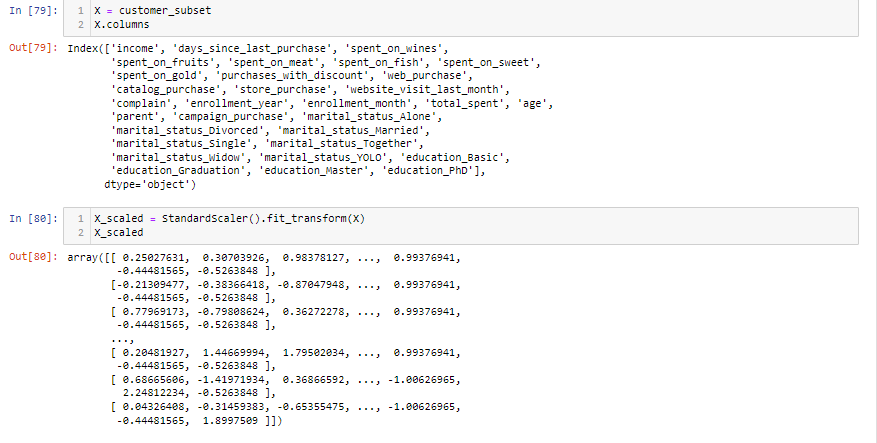 In [79]: 1 X = customer_subset
2 X.columns
Out[79]: Index(['income', 'days_since_last_purchase', 'spent_on_wines',
'spent_on_fruits', 'spent_on_meat', 'spent_on_fish', 'spent_on_sweet',
'spent_on_gold', 'purchases_with_discount', 'web_purchase',
'catalog_purchase', 'store_purchase', 'website_visit_last_month',
'complain', 'enrollment_year', 'enrollment_month', 'total_spent', 'age',
'parent', 'campaign_purchase', 'marital_status_Alone',
'marital_status_Divorced', 'marital_status_Married',
'marital_status_Single', 'marital_status_Together',
'marital_status_Widow', 'marital_status_YOLO', 'education_Basic',
'education_Graduation', 'education_Master', 'education_PhD'],
dtype='object')
In [80]: 1 X_scaled = StandardScaler().fit_transform(X)
2 X_scaled
Out[80]: array([[ 0.25027631, 0.30703926, 0.98378127, ..., 0.99376941,
-0.44481565, -0.5263848 ],
[-0.21309477, -0.38366418, -0.87047948, ..., 0.99376941,
-0.44481565, -0.5263848 ],
[ 0.77969173, -0.79808624, 0.36272278, ..., 0.99376941,
-0.44481565, -0.5263848 ],
...,
[ 0.20481927, 1.44669994, 1.79502034, ..., 0.99376941,
-0.44481565, -0.5263848 ],
[ 0.68665606, -1.41971934, 0.36866592, ..., -1.00626965,
2.24812234, -0.5263848 ],
[ 0.04326408, -0.31459383, -0.65355475, ..., -1.00626965,
-0.44481565, 1.8997509 ]])